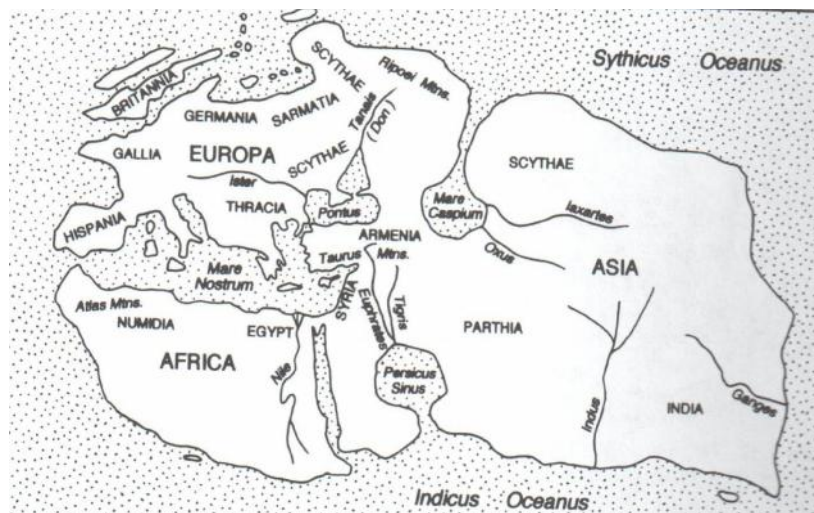 Sythicus Oceanus
SCYTHAE
Ripoei Mtns.
BRITANNIA
GERMANIA
SARMATIA
Tanais
(Don)
GALLIA
EUROPA
SCYTHAE
SCYTHAE
Ister
THRACIA
Pontus
Mare
Caspium
Iaxartes
HISPANIA
ARMENIA
Oxus
ASIA
Taurus Mtns.
Mare
Nostrum
SYRIA
Euphrates
Tigris
Atlas Mtns.
NUMIDIA
EGYPT
PARTHIA
AFRICA
Nile
Persicus
Sinus
Indus
INDIA
Ganges
Indicus Oceanus